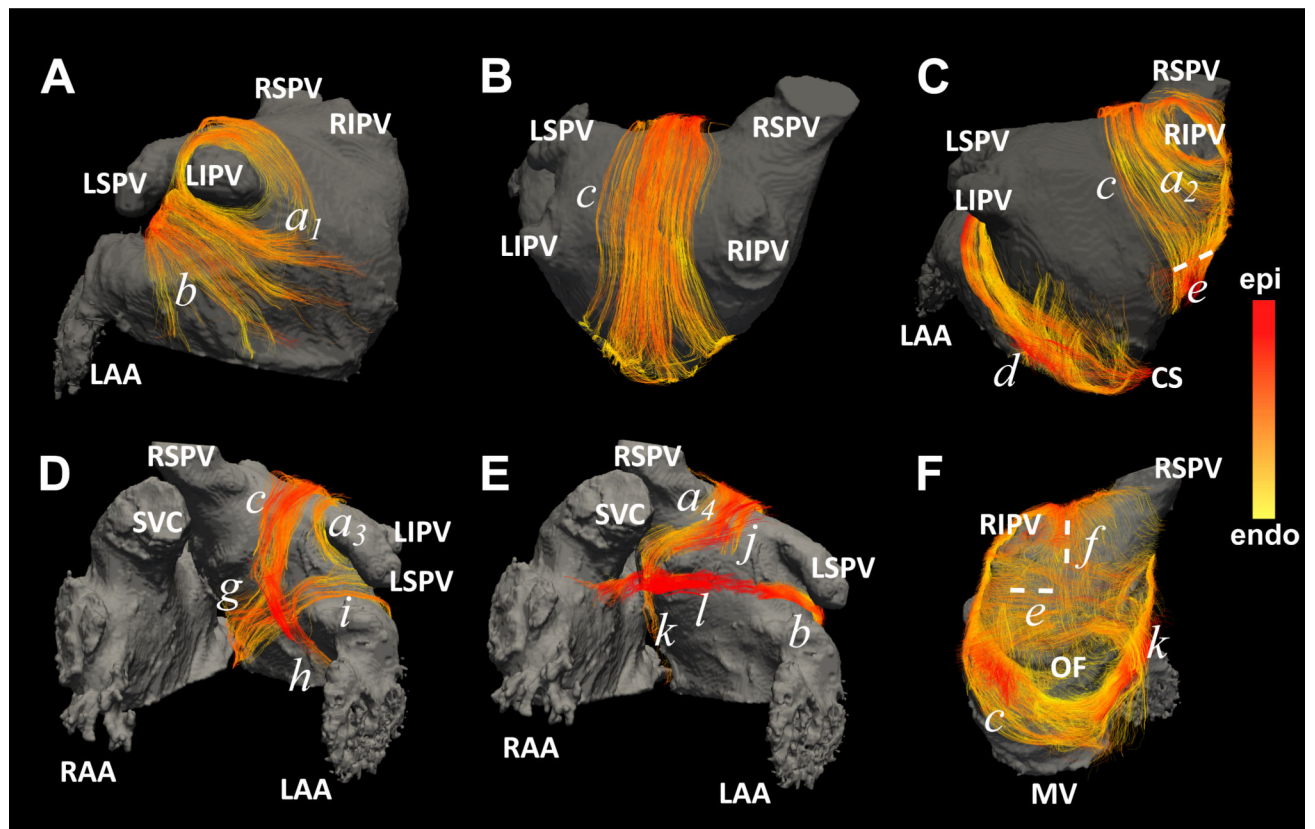 A
RSPV
RIPV
LSPV
LIPV
a1
b
LAA
B
LSPV
RSPV
c
LIPV
RIPV
C
RSPV
LSPV
RIPV
c
a2
LIPV
e
LAA
d
CS
epi
endo
D
RSPV
c
a3
SVC
LIPV
LSPV
g
i
h
RAA
LAA
E
RSPV
a4
SVC
j
LSPV
l
k
b
RAA
LAA
F
RSPV
RIPV
f
e
k
OF
c
MV